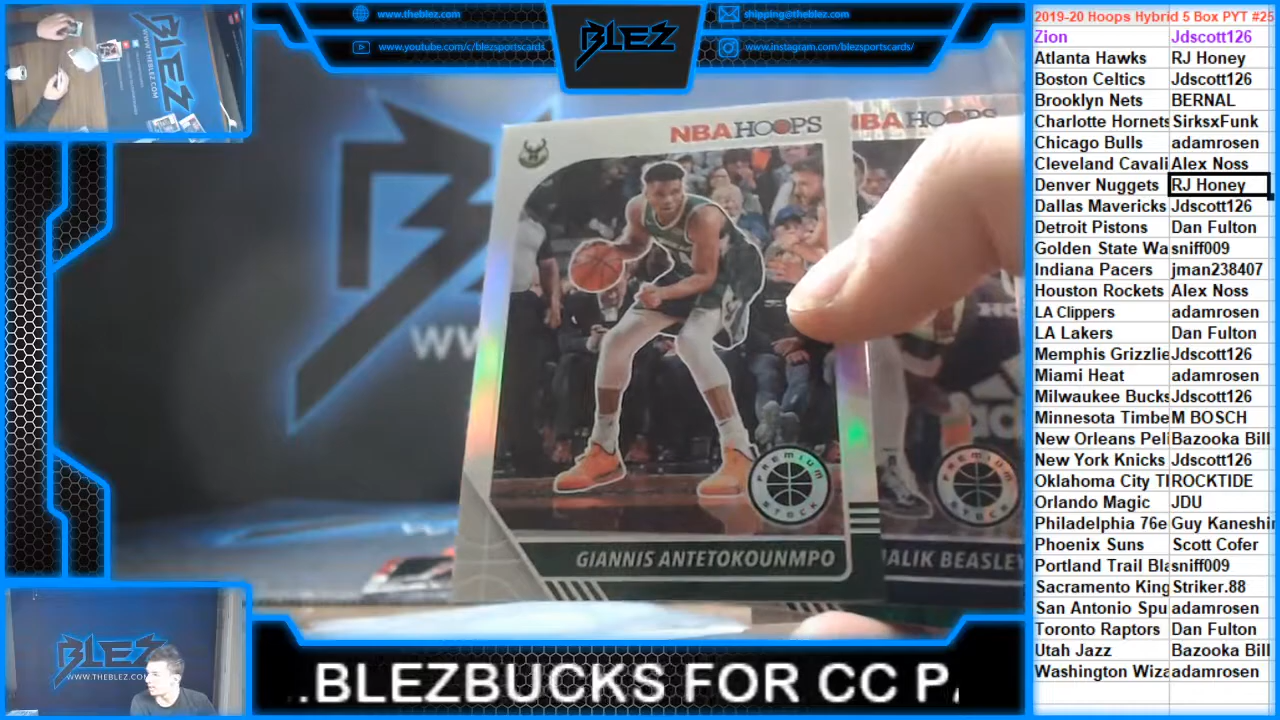 www.theblez.com
shipping@theblez.com
www.youtube.com/c/blezsportscards
www.instagram.com/blezsportscards/
BLEZ
BLEZ
WWW.THEBLEZ.COM
NBA HOOPS
NBA HOOPS
PREMIUM STOCK
PREMIUM STOCK
GIANNIS ANTETOKOUNMPO
MALIK BEASLEY
BLEZ
WWW.THEBLEZ.COM
..BLEZBUCKS FOR CC PA
2019-20 Hoops Hybrid 5 Box PYT #25
Zion Jdscott126
Atlanta Hawks RJ Honey
Boston Celtics Jdscott126
Brooklyn Nets BERNAL
Charlotte Hornets SirksxFunk
Chicago Bulls adamrosen
Cleveland Cavali Alex Noss
Denver Nuggets RJ Honey
Dallas Mavericks Jdscott126
Detroit Pistons Dan Fulton
Golden State Wa sniff009
Indiana Pacers jman238407
Houston Rockets Alex Noss
LA Clippers adamrosen
LA Lakers Dan Fulton
Memphis Grizzlie Jdscott126
Miami Heat adamrosen
Milwaukee Bucks Jdscott126
Minnesota Timbe M BOSCH
New Orleans Peli Bazooka Bill
New York Knicks Jdscott126
Oklahoma City Tl ROCKTIDE
Orlando Magic JDU
Philadelphia 76e Guy Kaneshir
Phoenix Suns Scott Cofer
Portland Trail Bla sniff009
Sacramento King Striker.88
San Antonio Spu adamrosen
Toronto Raptors Dan Fulton
Utah Jazz Bazooka Bill
Washington Wiza adamrosen